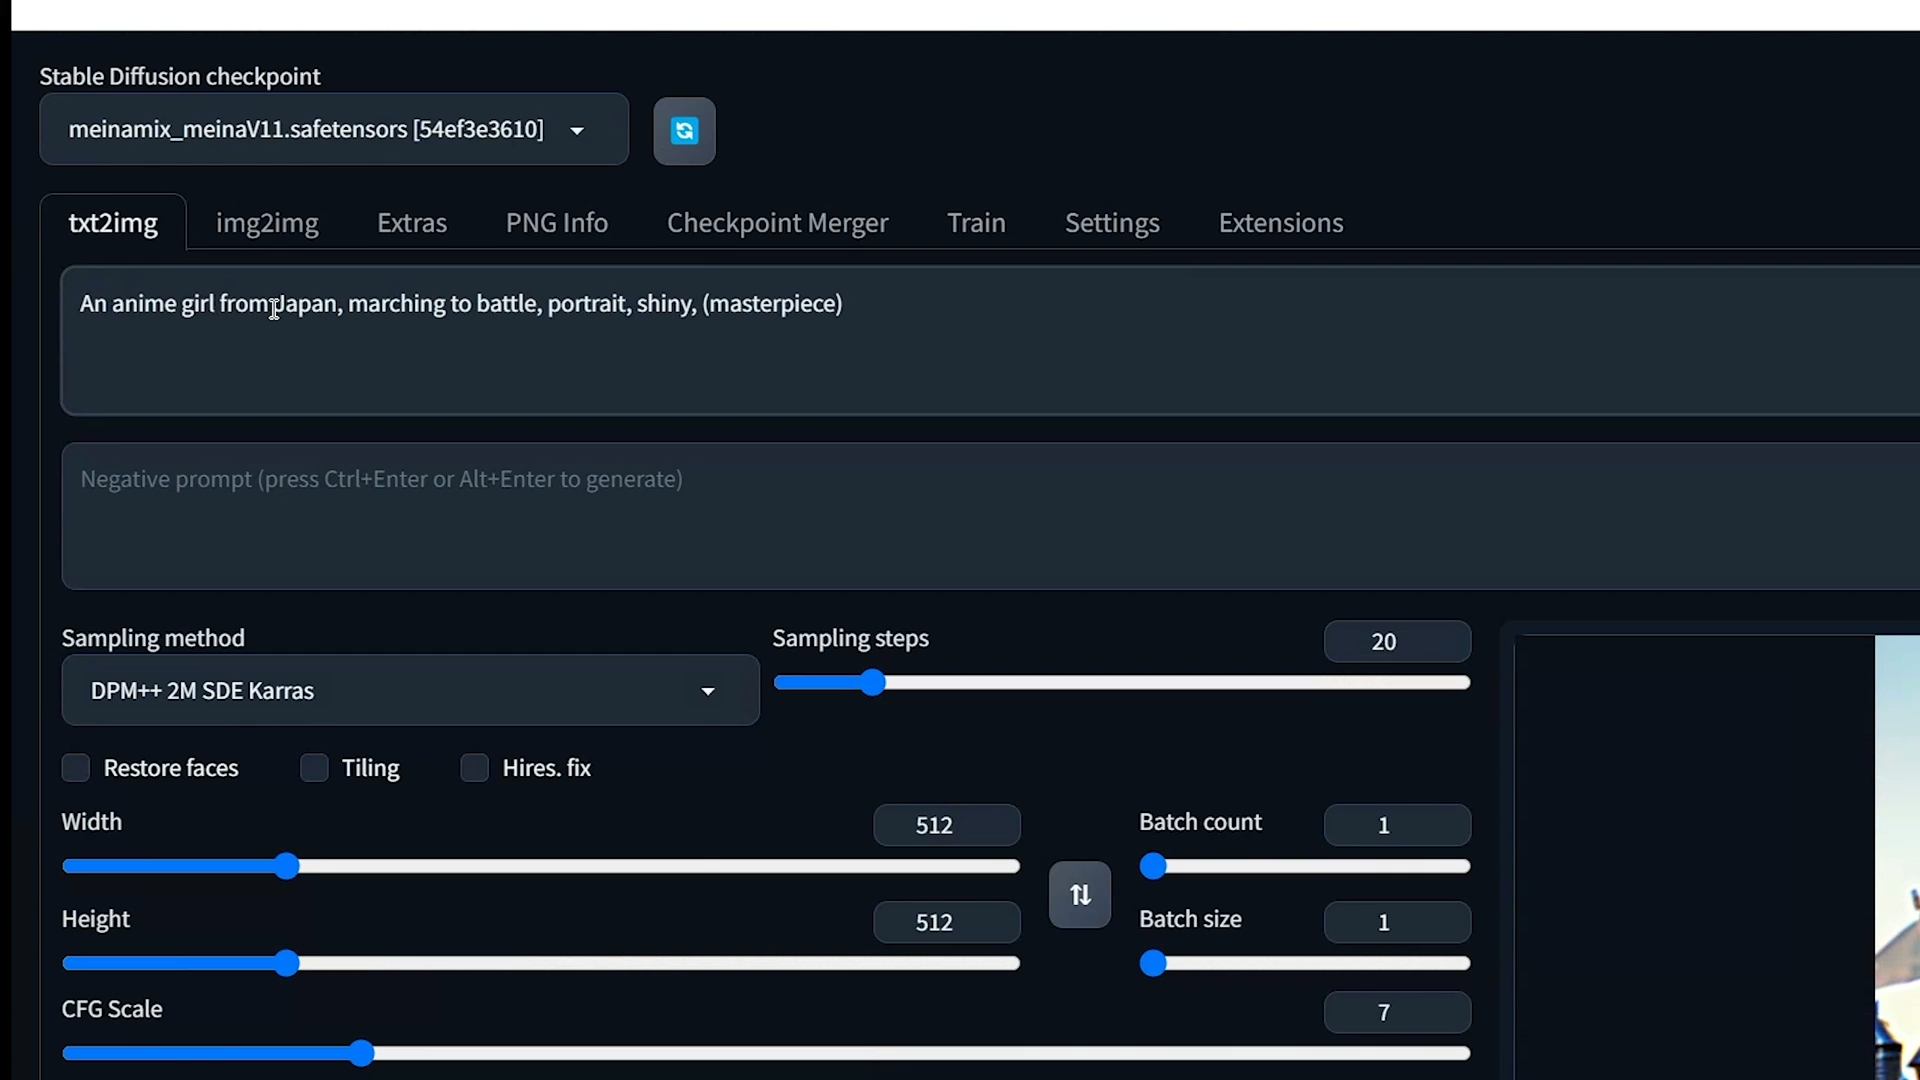 Stable Diffusion checkpoint
meinamix_meinaV11.safetensors [54ef3e3610]
txt2img img2img Extras PNG Info Checkpoint Merger Train Settings Extensions
An anime girl from Japan, marching to battle, portrait, shiny, (masterpiece)
Negative prompt (press Ctrl+Enter or Alt+Enter to generate)
Sampling method
DPM++ 2M SDE Karras
Sampling steps 20
Restore faces Tiling Hires. fix
Width 512
Batch count 1
Height 512
Batch size 1
CFG Scale 7